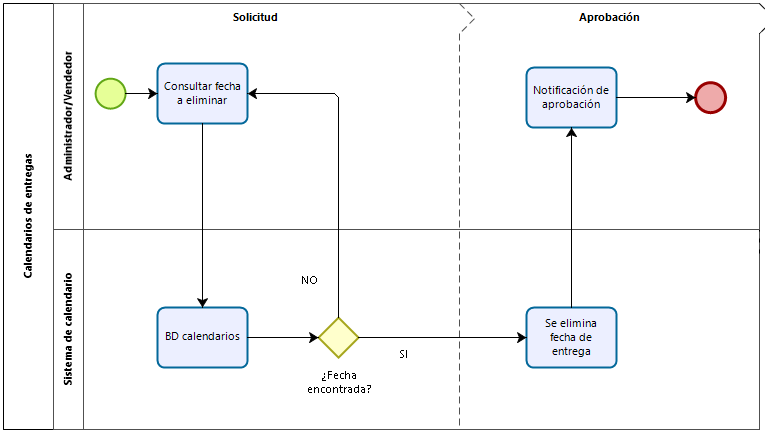 Solicitud
Aprobación
Calendarios de entregas
Administrador/Vendedor
Consultar fecha
a eliminar
Notificación de
aprobación
NO
Sistema de calendario
BD calendarios
¿Fecha
encontrada?
SI
Se elimina
fecha de
entrega